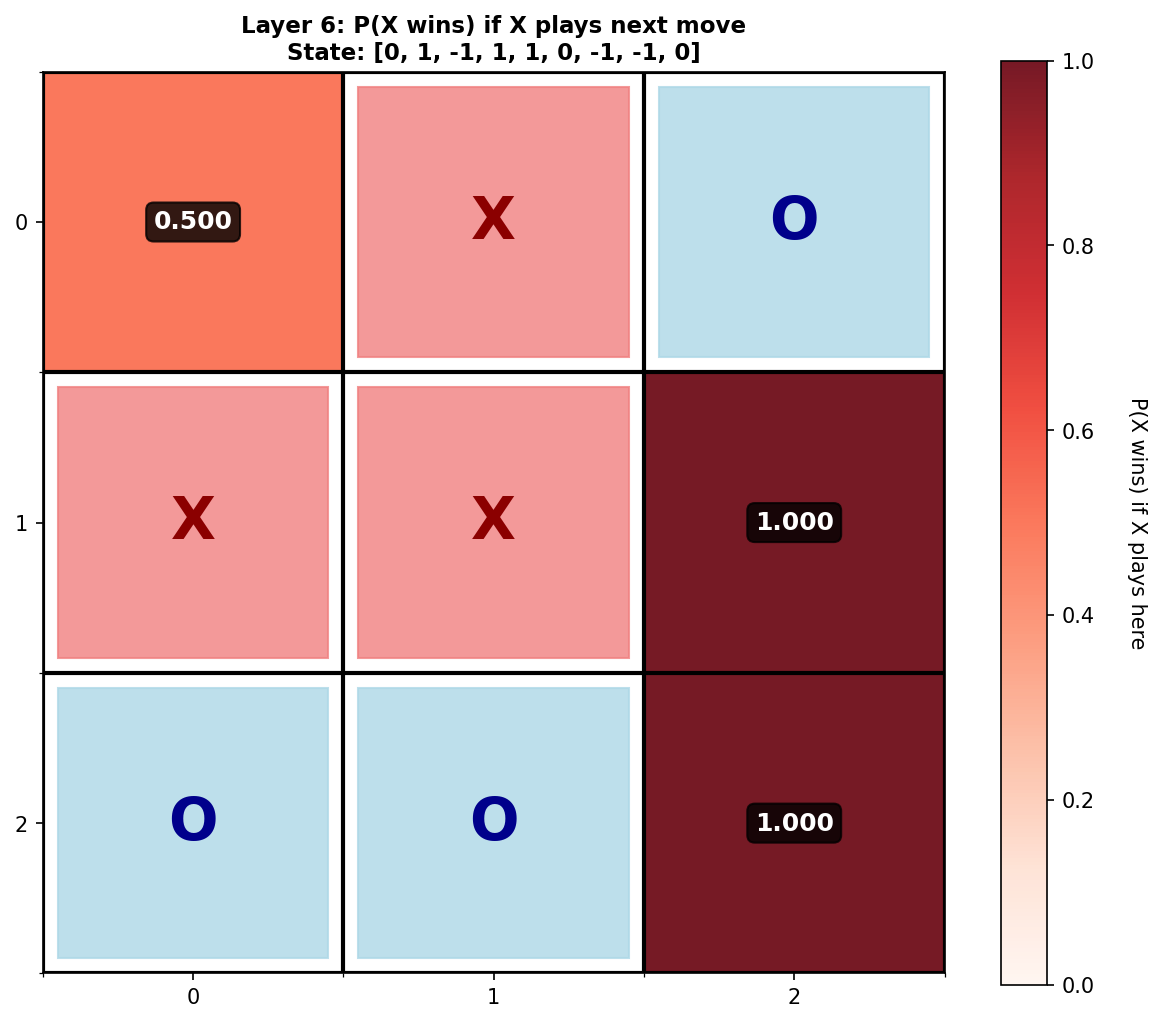 Layer 6: P(X wins) if X plays next move
State: [0, 1, -1, 1, 1, 0, -1, -1, 0]
0
0.500
X
O
1
X
X
1.000
2
O
O
1.000
0
1
2
1.0
0.8
0.6
0.4
0.2
0.0
P(X wins) if X plays here